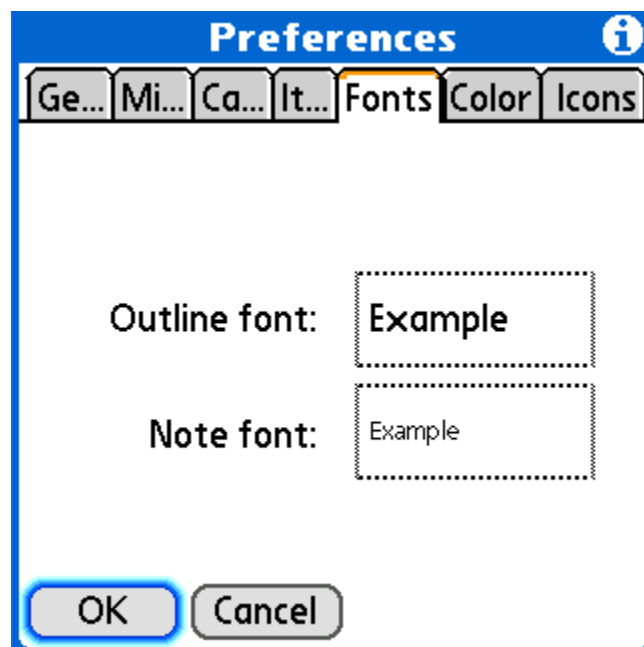 Preferences
Ge... Mi... Ca... It... Fonts Color Icons
Outline font: Example
Note font: Example
OK Cancel